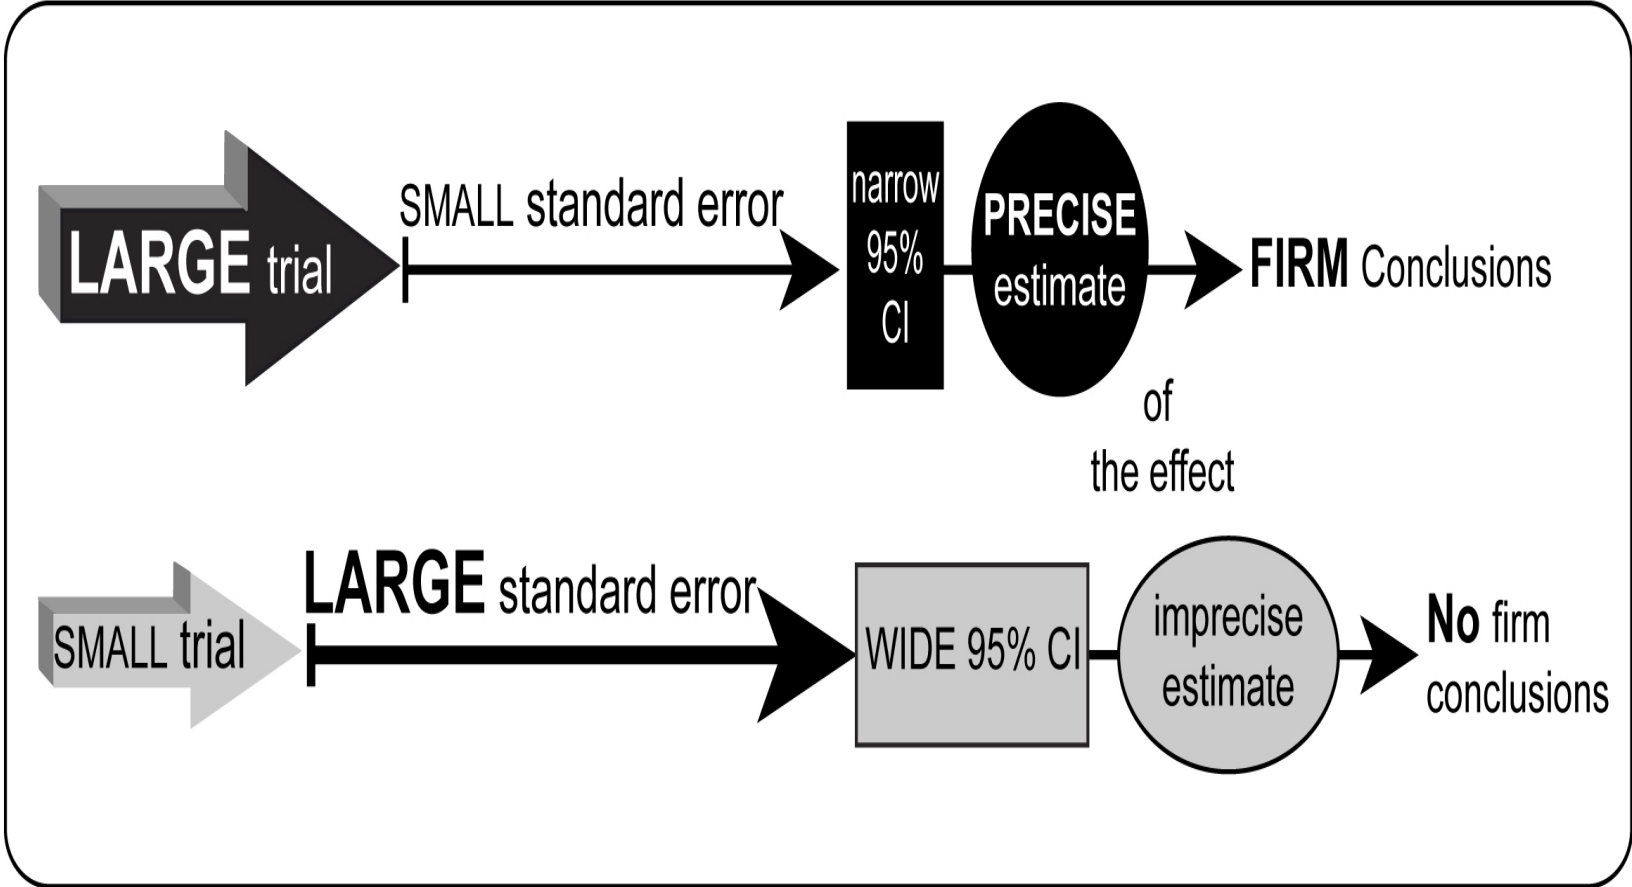 LARGE trial
SMALL standard error
narrow
95%
CI
PRECISE
estimate
FIRM Conclusions
of
the effect
SMALL trial
LARGE standard error
WIDE 95% CI
imprecise
estimate
No firm
conclusions